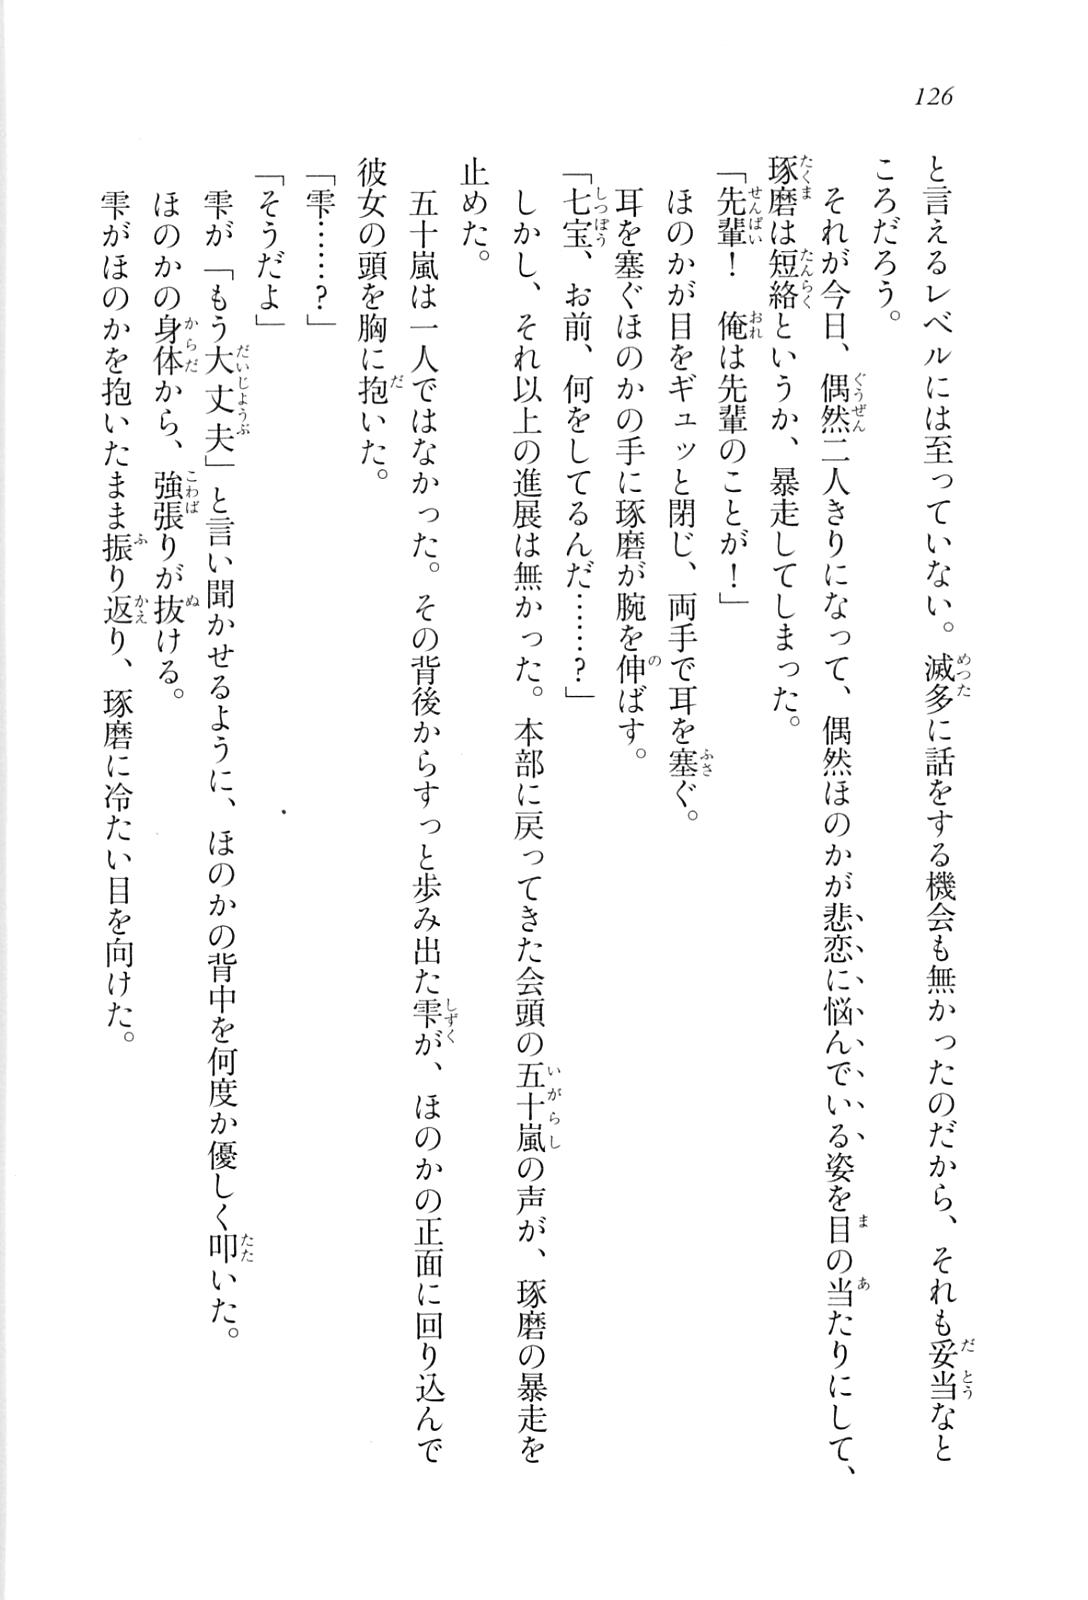 126
と言えるレベルには至っていない。滅多に話をする機会も無かったのだから、それも妥当なと
ころだろう。
それが今日、偶然二人きりになって、偶然ほのかが悲恋に悩んでいる姿を目の当たりにして、
琢磨は短絡というか、暴走してしまった。
「先輩！　俺は先輩のことが！」
ほのかが目をギュッと閉じ、両手で耳を塞ぐ。
耳を塞ぐほのかの手に琢磨が腕を伸ばす。
「七宝、お前、何をしてるんだ……？」
しかし、それ以上の進展は無かった。本部に戻ってきた会頭の五十嵐の声が、琢磨の暴走を
止めた。
五十嵐は一人ではなかった。その背後からすっと歩み出た雫が、ほのかの正面に回り込んで
彼女の頭を胸に抱いた。
「雫……？」
「そうだよ」
雫が「もう大丈夫」と言い聞かせるように、ほのかの背中を何度か優しく叩いた。
ほのかの身体から、強張りが抜ける。
雫がほのかを抱いたまま振り返り、琢磨に冷たい目を向けた。